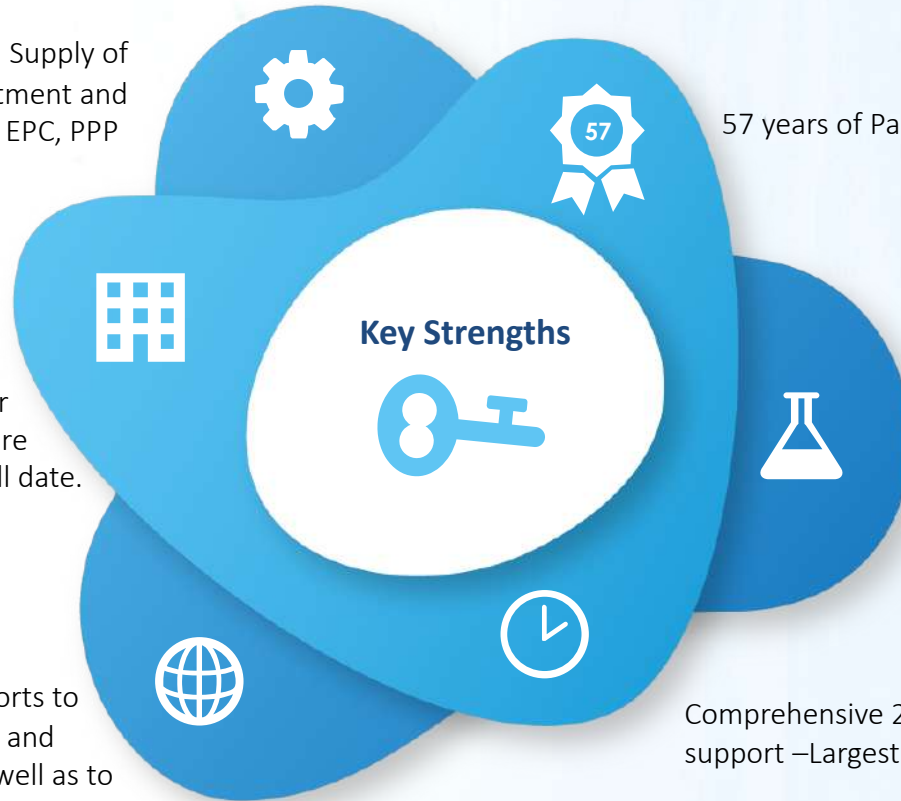 Supply of
tment and
EPC, PPP
57
57 years of Pa
Key Strengths
r
re
ll date.
orts to
and
well as to
Comprehensive 2
support –Largest